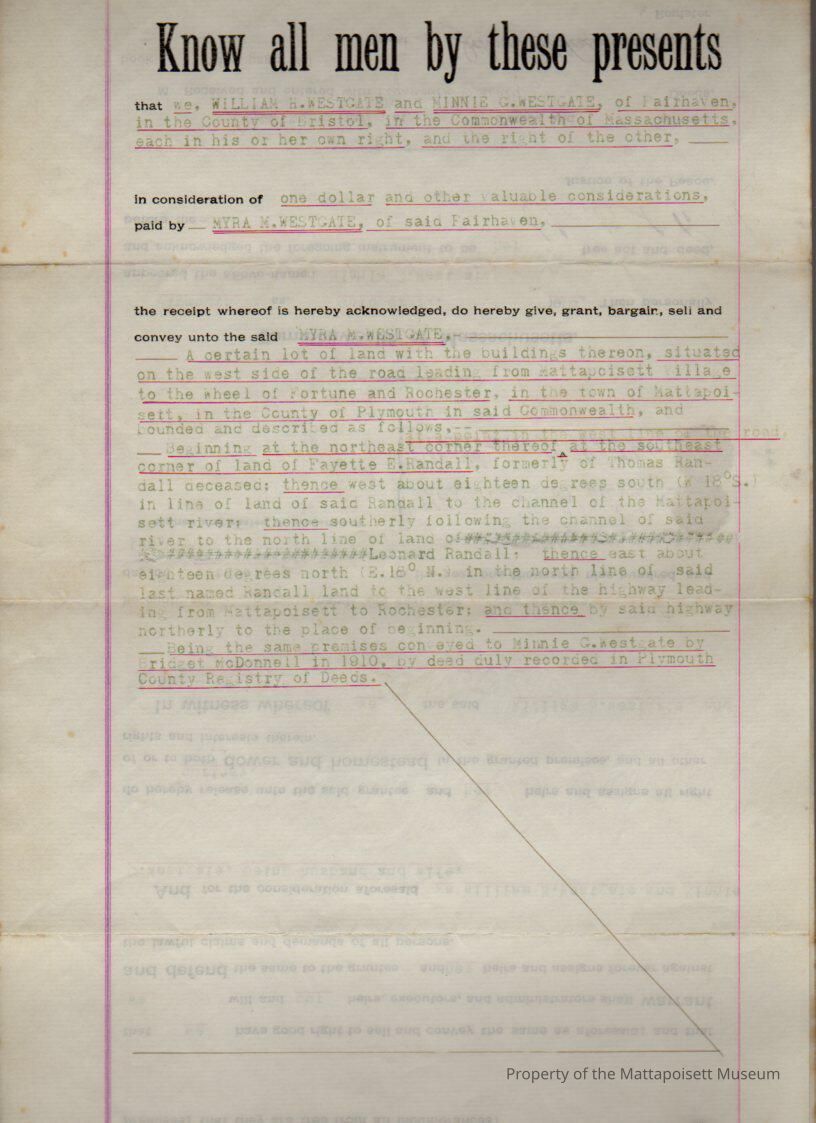 Know all men by these presents
that we, WILLIAM H.WESTGATE and MINNIE G.WESTGATE, of Fairhaven,
in the County of Bristol, in the Commonwealth of Massachusetts,
each in his or her own right, and the right of the other,
in consideration of one dollar and other valuable considerations,
paid by MYRA M.WESTGATE, of said Fairhaven,
the receipt whereof is hereby acknowledged, do hereby give, grant, bargain, sell and
convey unto the said MYRA M.WESTGATE,
A certain lot of land with the buildings thereon, situated
on the west side of the road leading from Mattapoisett Village
to the Wheel of Fortune and Rochester, in the town of Mattapoi-
sett, in the County of Plymouth in said Commonwealth, and
bounded and described as follows,--
at a point in the west line of the road,
Beginning at the northeast corner thereof at the southeast
corner of land of Fayette E.Randall, formerly of Thomas Ran-
dall deceased; thence west about eighteen degrees south (W 18°S.)
in line of land of said Randall to the channel of the Mattapoi-
sett river; thence southerly following the channel of said
river to the north line of land of
Leonard Randall; thence east about
eighteen degrees north (E.18° N.) in the north line of said
last named Randall land to the west line of the highway lead-
ing from Mattapoisett to Rochester; and thence by said highway
northerly to the place of beginning.
Being the same premises conveyed to Minnie G.Westgate by
Bridget McDonnell in 1910, by deed duly recorded in Plymouth
County Registry of Deeds.
Property of the Mattapoisett Museum